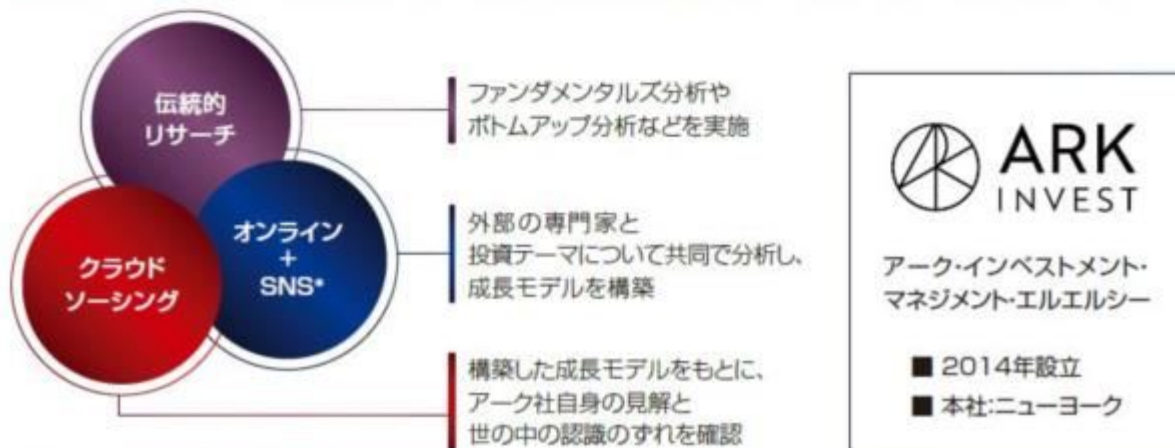 伝統的
リサーチ
オンライン
+
SNS*
クラウド
ソーシング
ファンダメンタルズ分析や
ボトムアップ分析などを実施
外部の専門家と
投資テーマについて共同で分析し、
成長モデルを構築
構築した成長モデルをもとに、
アーク社自身の見解と
世の中の認識のずれを確認
ARK
INVEST
アーク・インベストメント・
マネジメント・エルエルシー
■ 2014年設立
■ 本社:ニューヨーク